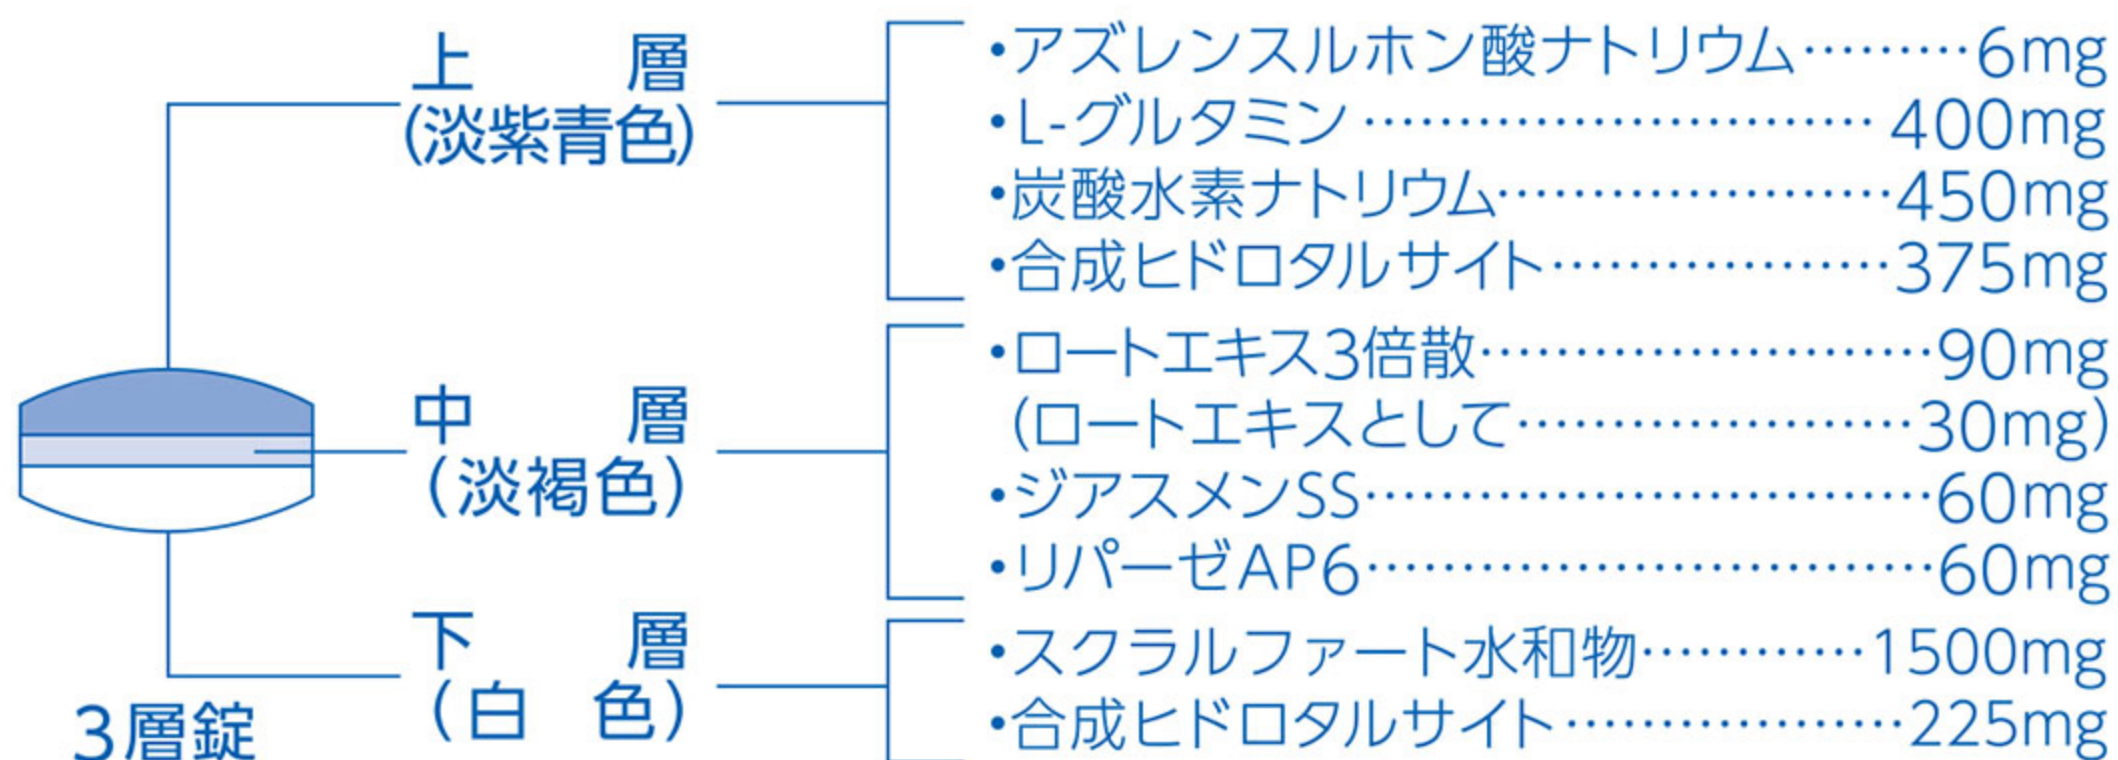 上層
(淡紫青色)
•アズレンスルホン酸ナトリウム………6mg
•L-グルタミン………………………400mg
•炭酸水素ナトリウム…………………450mg
•合成ヒドロタルサイト………………375mg
中層
(淡褐色)
•ロートエキス3倍散……………………90mg
(ロートエキスとして…………………30mg)
•ジアスメンSS…………………………60mg
•リパーゼAP6…………………………60mg
下層
(白色)
•スクラルファート水和物…………1500mg
•合成ヒドロタルサイト………………225mg
3層錠